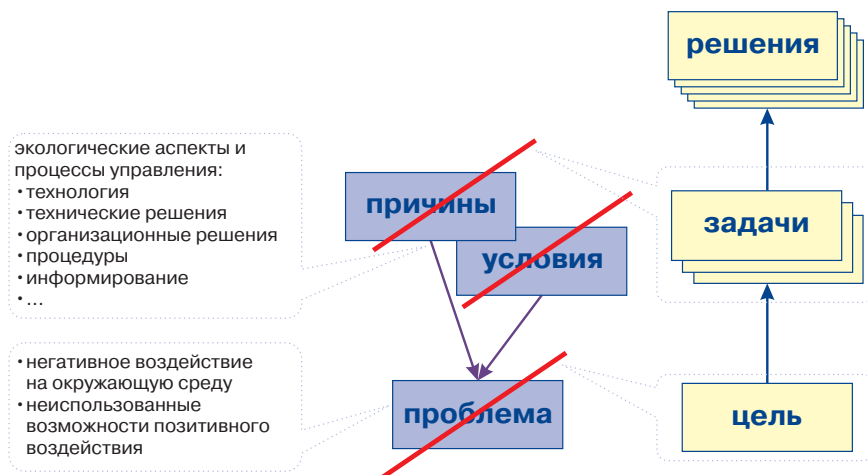 решения
экологические аспекты и
процессы управления:
• технология
• технические решения
• организационные решения
• процедуры
• информирование
• ...
причины
условия
задачи
• негативное воздействие
на окружающую среду
• неиспользованные
возможности позитивного
воздействия
проблема
цель